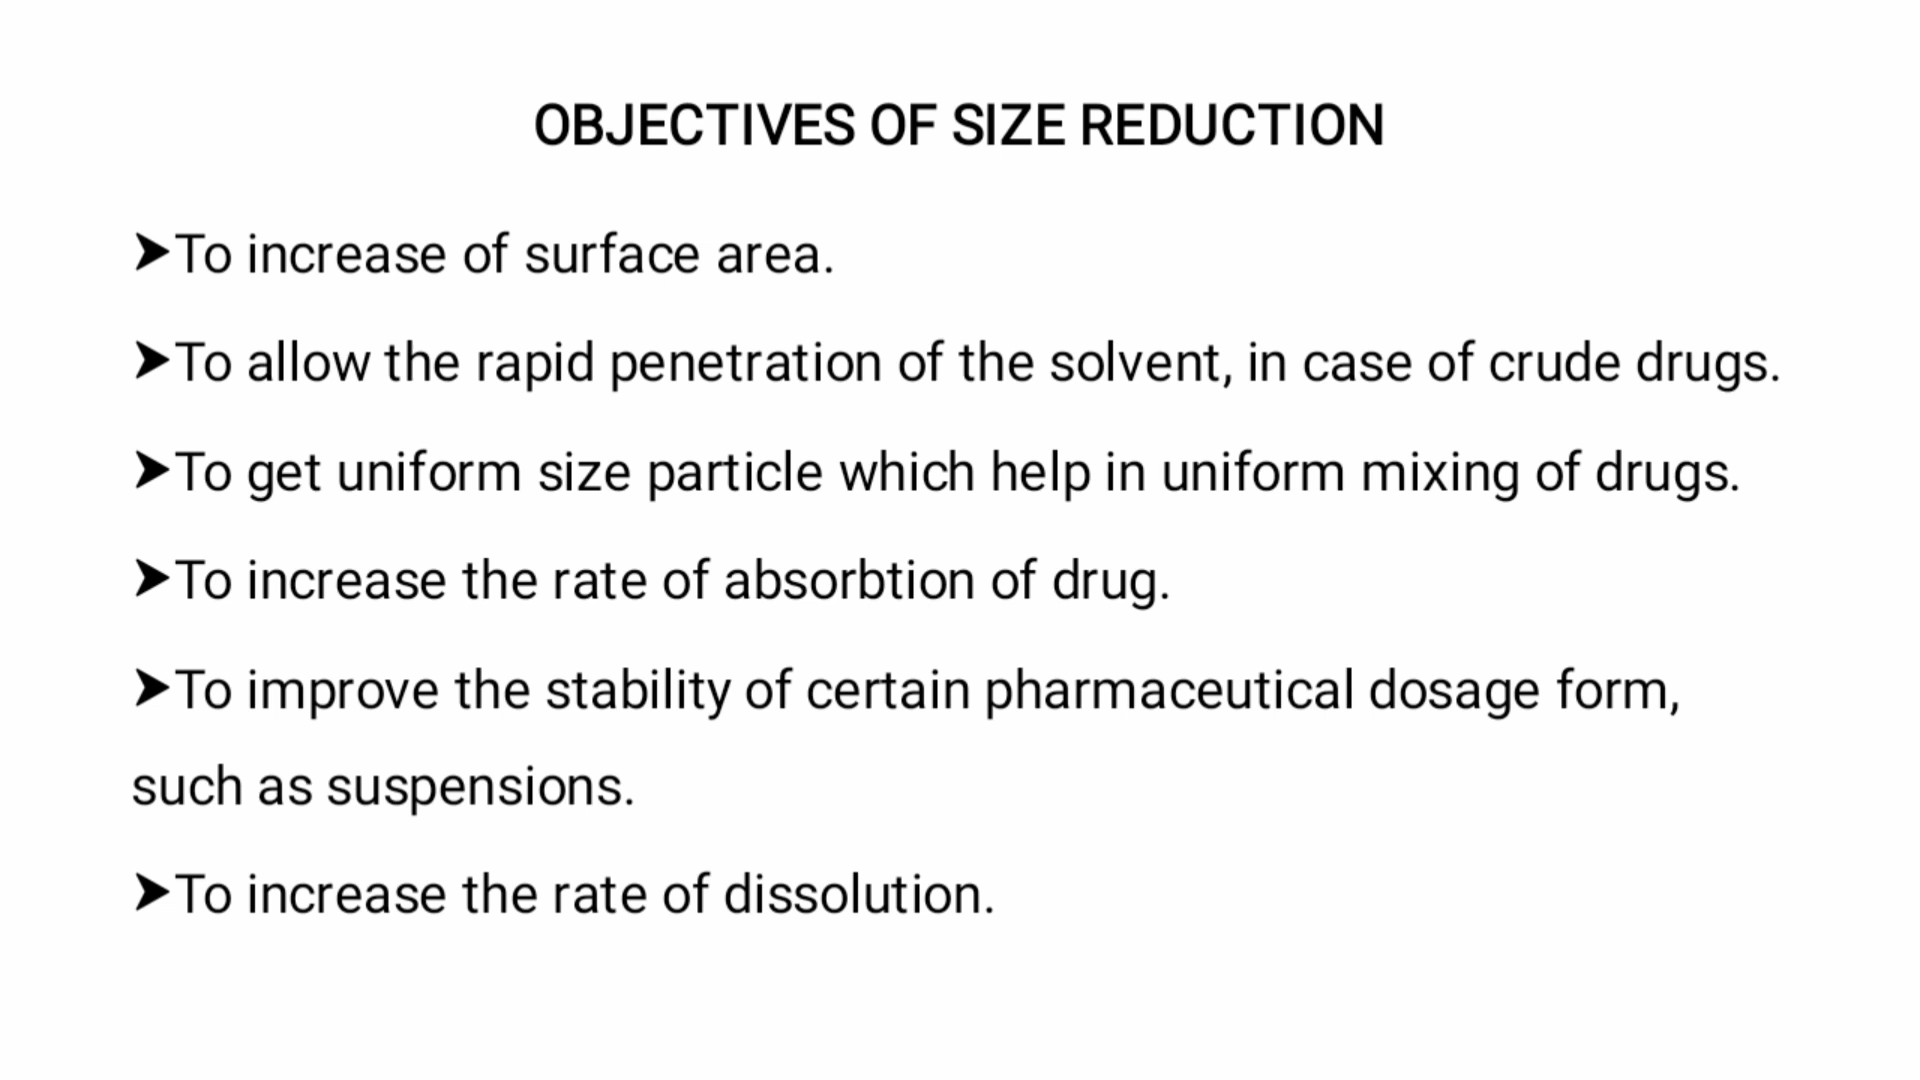 OBJECTIVES OF SIZE REDUCTION
➤To increase of surface area.
➤To allow the rapid penetration of the solvent, in case of crude drugs.
➤To get uniform size particle which help in uniform mixing of drugs.
➤To increase the rate of absorbtion of drug.
➤To improve the stability of certain pharmaceutical dosage form,
such as suspensions.
➤To increase the rate of dissolution.